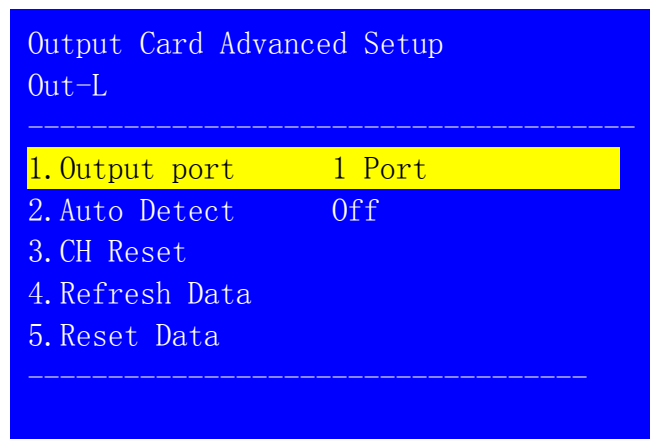 Output Card Advanced Setup
Out-L
--------------------------------------
1.Output port 1 Port
2.Auto Detect Off
3.CH Reset
4.Refresh Data
5.Reset Data
-----------------------------------